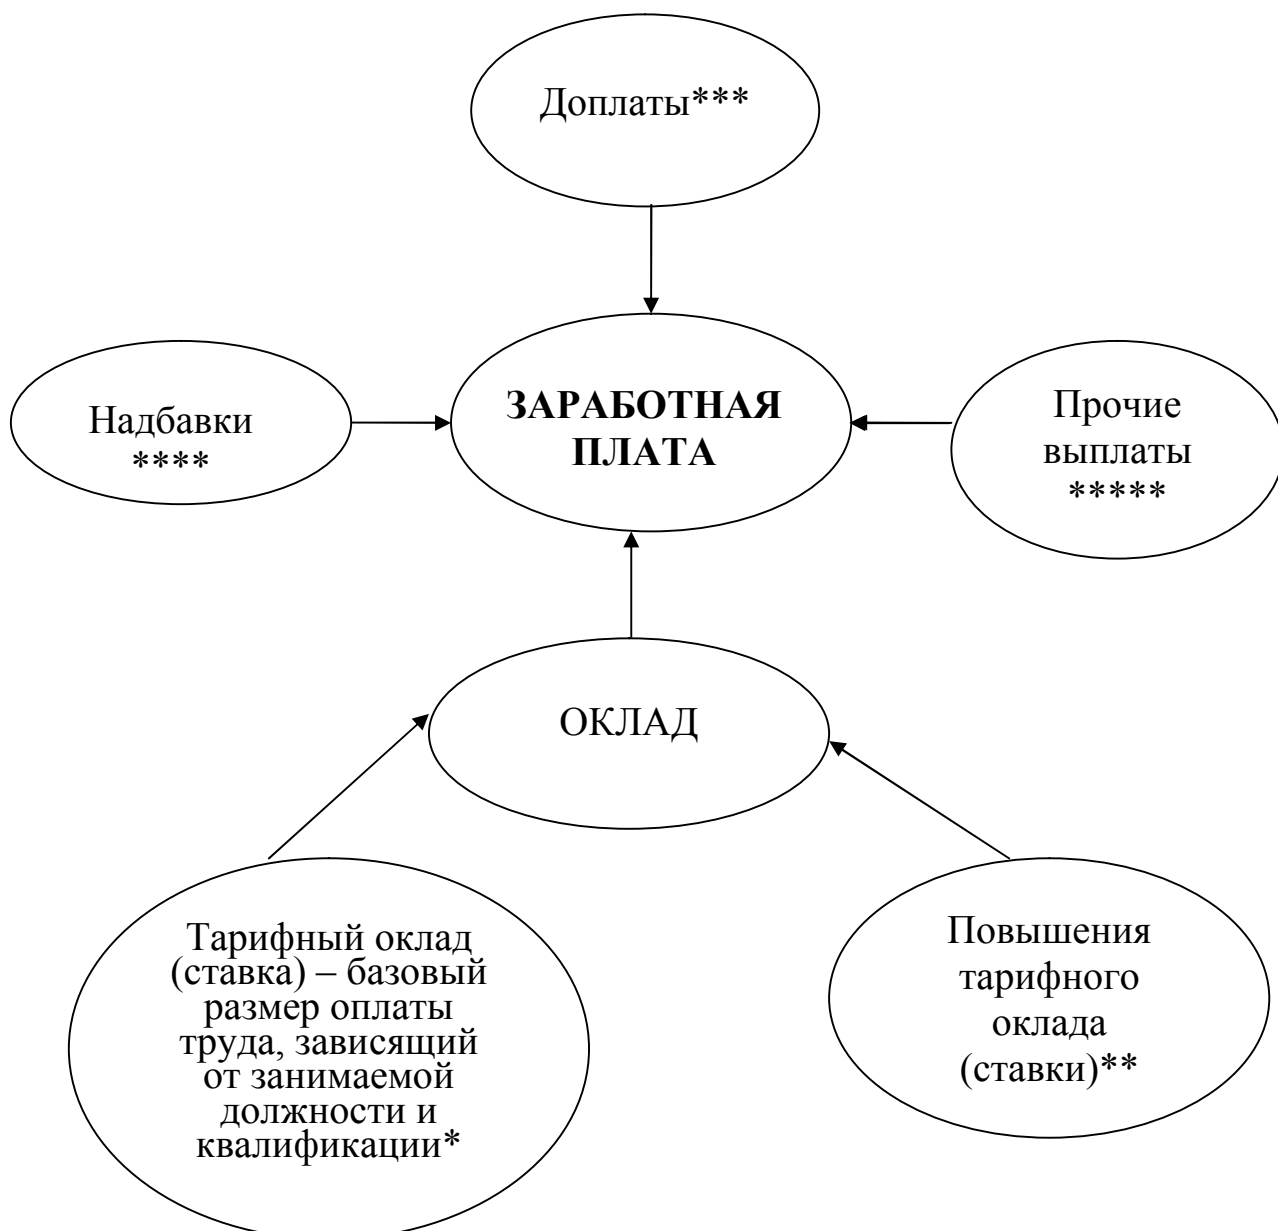 Доплаты***
Надбавки
****
ЗАРАБОТНАЯ
ПЛАТА
Прочие
выплаты
*****
ОКЛАД
Тарифный оклад
(ставка) – базовый
размер оплаты
труда, зависящий
от занимаемой
должности и
квалификации*
Повышения
тарифного
оклада
(ставки)**